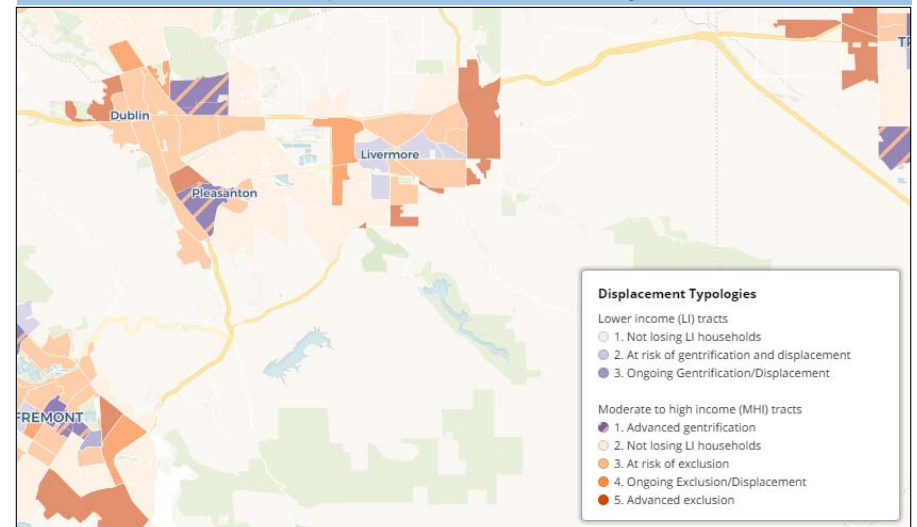 Dublin
Livermore
Pleasanton
FREMONT
Displacement Typologies
Lower income (LI) tracts
1. Not losing LI households
2. At risk of gentrification and displacement
3. Ongoing Gentrification/Displacement
Moderate to high income (MHI) tracts
1. Advanced gentrification
2. Not losing LI households
3. At risk of exclusion
4. Ongoing Exclusion/Displacement
5. Advanced exclusion